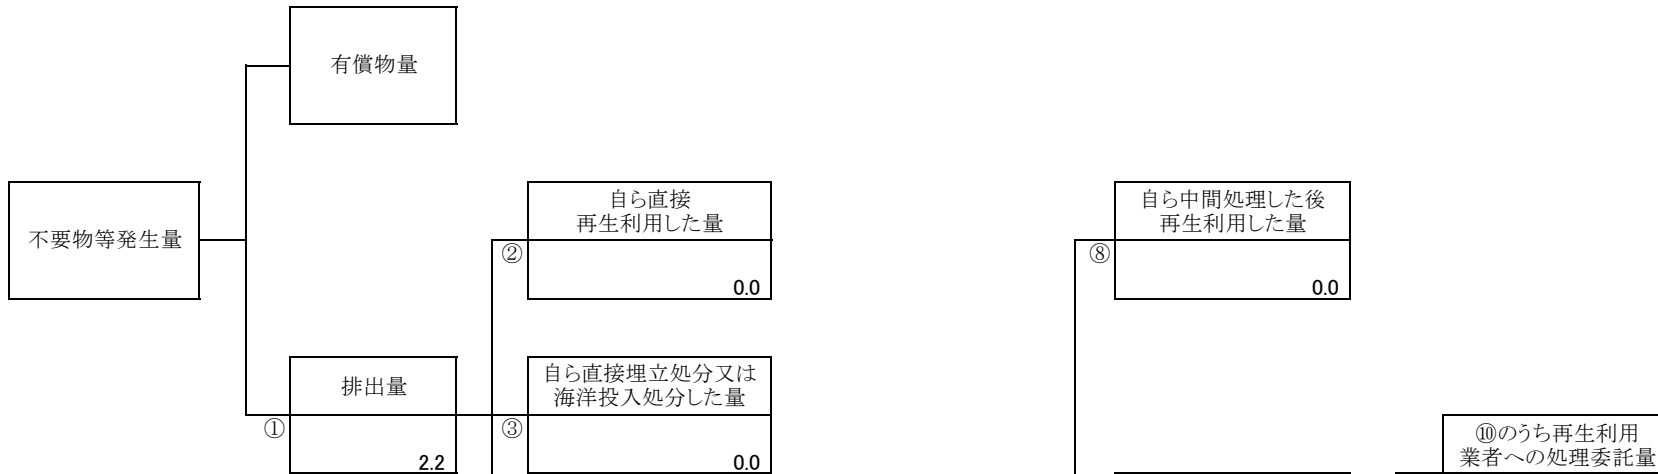 有償物量
不要物等発生量
自ら直接
再生利用した量
②
0.0
自ら中間処理した後
再生利用した量
⑧
0.0
排出量
①
2.2
自ら直接埋立処分又は
海洋投入処分した量
③
0.0
⑩のうち再生利用
業者への処理委託量